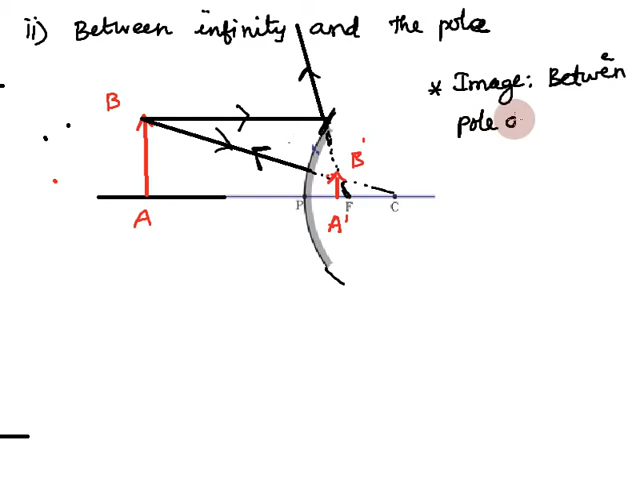 ii) Between infinity and the pole
* Image: Between
pole a
B
B'
P
F
C
A
A'